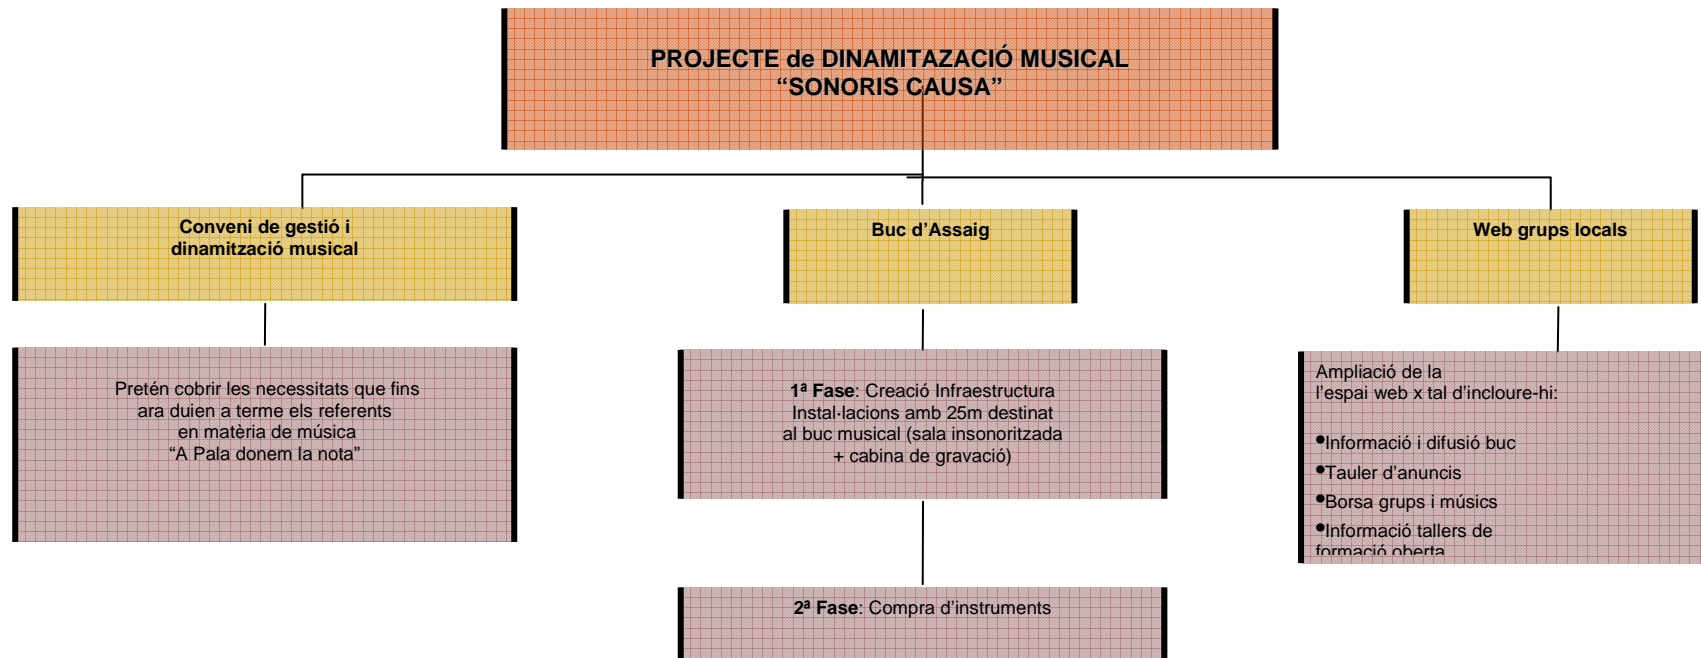 PROJECTE de DINAMITAZACIÓ MUSICAL
“SONORIS CAUSA”
Conveni de gestió i
dinamització musical
Buc d’Assaig
Web grups locals
Pretén cobrir les necessitats que fins
ara duien a terme els referents
en matèria de música
“A Pala donem la nota”
1ª Fase: Creació Infraestructura
Instal·lacions amb 25m destinat
al buc musical (sala insonoritzada
+ cabina de gravació)
Ampliació de la
l’espai web x tal d’incloure-hi:
•Informació i difusió buc
•Tauler d’anuncis
•Borsa grups i músics
•Informació tallers de
formació oberta
2ª Fase: Compra d’instruments